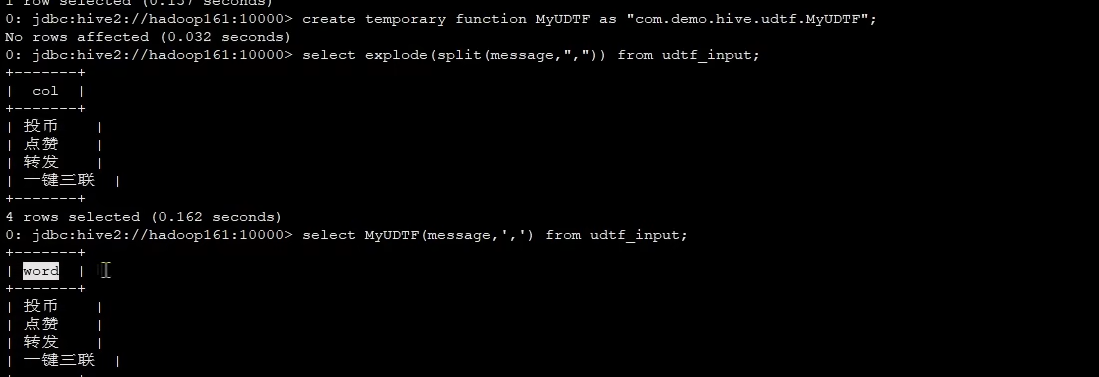 1 row selected (0.157 seconds)
0: jdbc:hive2://hadoop161:10000> create temporary function MyUDTF as "com.demo.hive.udtf.MyUDTF";
No rows affected (0.032 seconds)
0: jdbc:hive2://hadoop161:10000> select explode(split(message,",")) from udtf_input;
+-------+
|  col  |
+-------+
| 投币    |
| 点赞    |
| 转发    |
| 一键三联  |
+-------+
4 rows selected (0.162 seconds)
0: jdbc:hive2://hadoop161:10000> select MyUDTF(message,',') from udtf_input;
+-------+
| word  |
+-------+
| 投币    |
| 点赞    |
| 转发    |
| 一键三联  |
+-------+